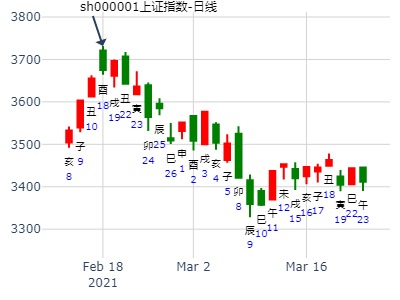 sh000001上证指数-日线
3800
3700
3600
3500
3400
3300
亥
8
子
9
丑
10
酉
18
戌
19
丑
22
寅
23
卯
24
辰
25
巳
26
申
1
酉
2
戌
3
亥
4
子
5
卯
8
辰
9
巳
10
午
11
未
12
戌
15
亥
16
子
17
丑
18
寅
19
巳
22
午
23
Feb 18
2021
Mar 2
Mar 16